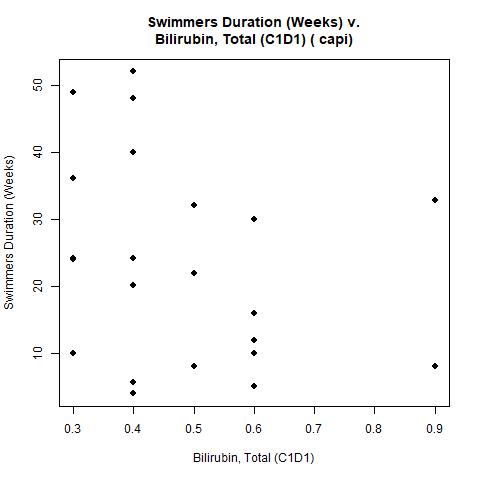 Swimmers Duration (Weeks) v.
Bilirubin, Total (C1D1) ( capi)
Swimmers Duration (Weeks)
50
40
30
20
10
0.3 0.4 0.5 0.6 0.7 0.8 0.9
Bilirubin, Total (C1D1)